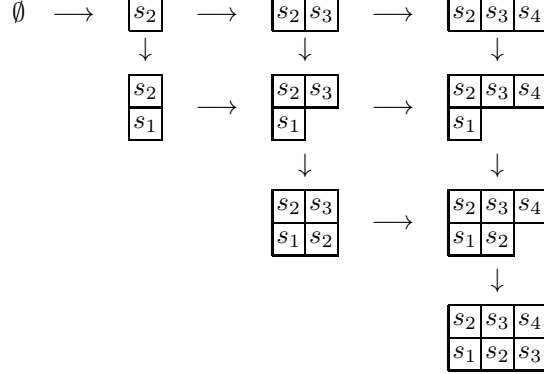 ∅ ⟶ s₂ ⟶ s₂ s₃ ⟶ s₂ s₃ s₄
↓ ↓ ↓
s₂ ⟶ s₂ s₃ ⟶ s₂ s₃ s₄
s₁ s₁ s₁
↓ ↓
s₂ s₃ ⟶ s₂ s₃ s₄
s₁ s₂ s₁ s₂
↓
s₂ s₃ s₄
s₁ s₂ s₃